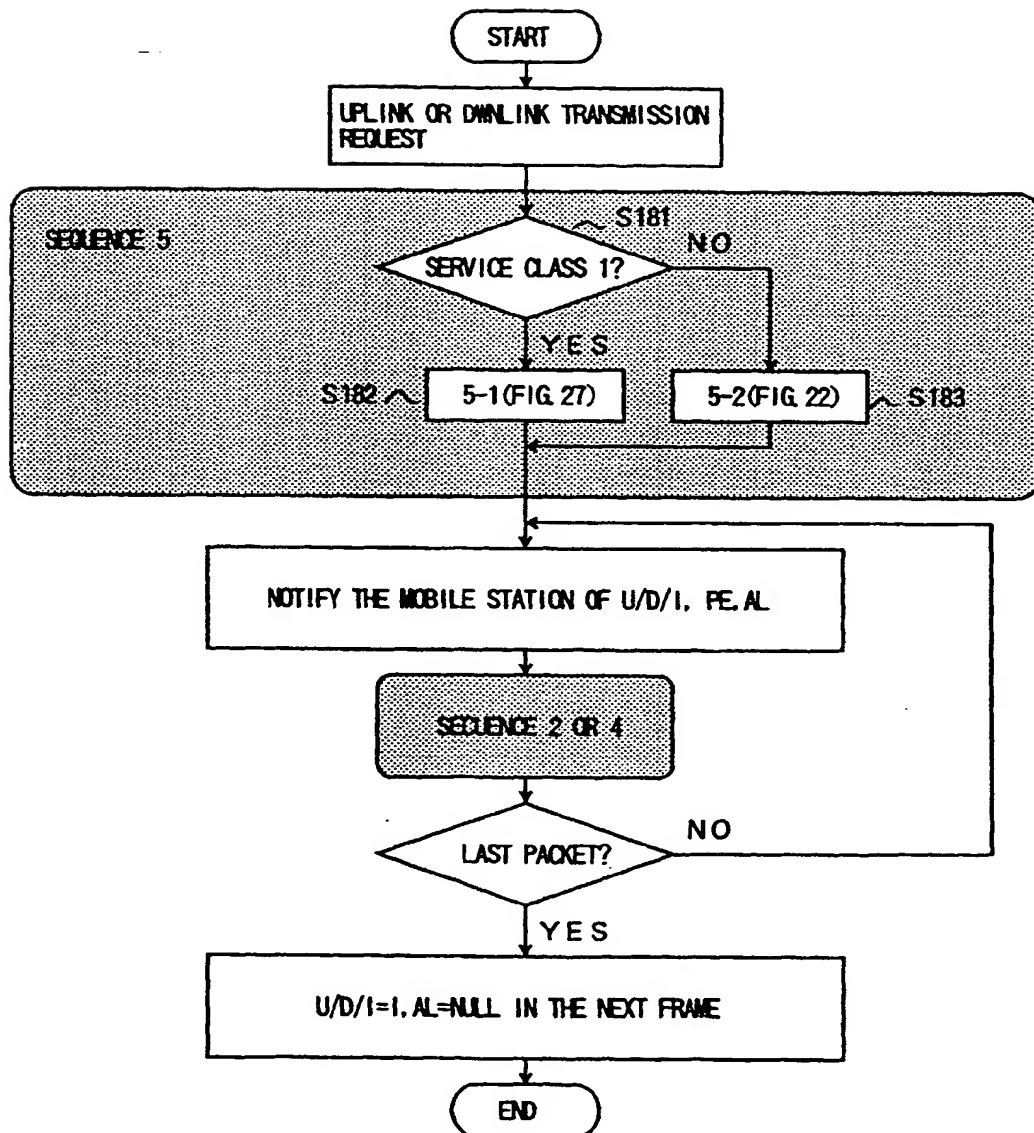 START
UPLINK OR DWNLINK TRANSMISSION
REQUEST
SEQUENCE 5
S181
SERVICE CLASS 1?
NO
YES
S182
5-1(FIG.27)
5-2(FIG.22)
S183
NOTIFY THE MOBILE STATION OF U/D/I, PE,AL
SEQUENCE 2 OR 4
LAST PACKET?
NO
YES
U/D/I=I,AL=NULL IN THE NEXT FRAME
END